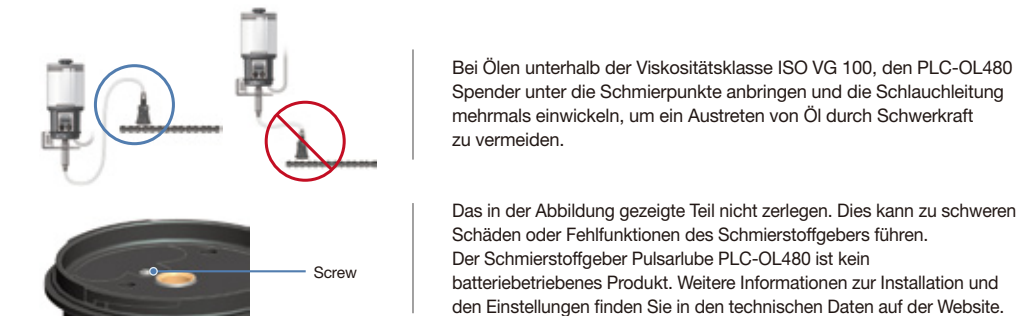 Bei Ölen unterhalb der Viskositätsklasse ISO VG 100, den PLC-OL480
Spender unter die Schmierpunkte anbringen und die Schlauchleitung
mehrmals einwickeln, um ein Austreten von Öl durch Schwerkraft
zu vermeiden.
Das in der Abbildung gezeigte Teil nicht zerlegen. Dies kann zu schweren
Schäden oder Fehlfunktionen des Schmierstoffgebers führen.
Der Schmierstoffgeber Pulsarlube PLC-OL480 ist kein
batteriebetriebenes Produkt. Weitere Informationen zur Installation und
den Einstellungen finden Sie in den technischen Daten auf der Website.
Screw